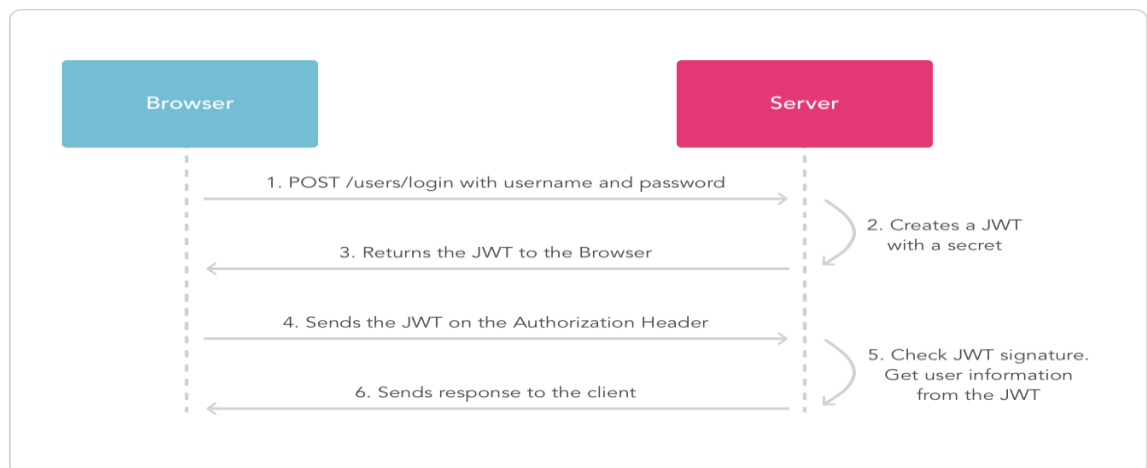 Browser
Server
1. POST /users/login with username and password
2. Creates a JWT
with a secret
3. Returns the JWT to the Browser
4. Sends the JWT on the Authorization Header
5. Check JWT signature.
Get user information
from the JWT
6. Sends response to the client